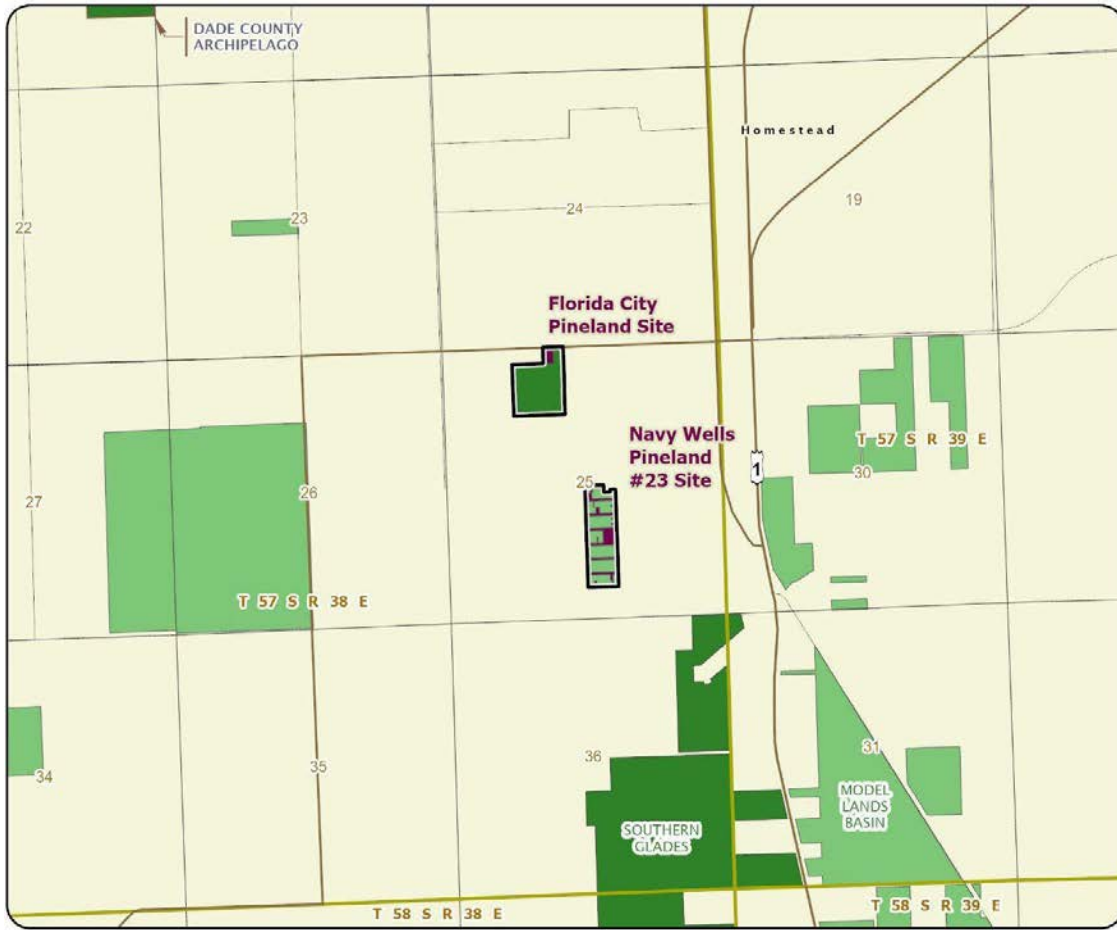 DADE COUNTY
ARCHIPELAGO
Homestead
22
23
24
19
Florida City
Pineland Site
Navy Wells
Pineland
#23 Site
1
T 57 S R 39 E
30
27
26
25
T 57 S R 38 E
34
35
36
31
MODEL
LANDS
BASIN
SOUTHERN
GLADES
T 58 S R 38 E
T 58 S R 39 E